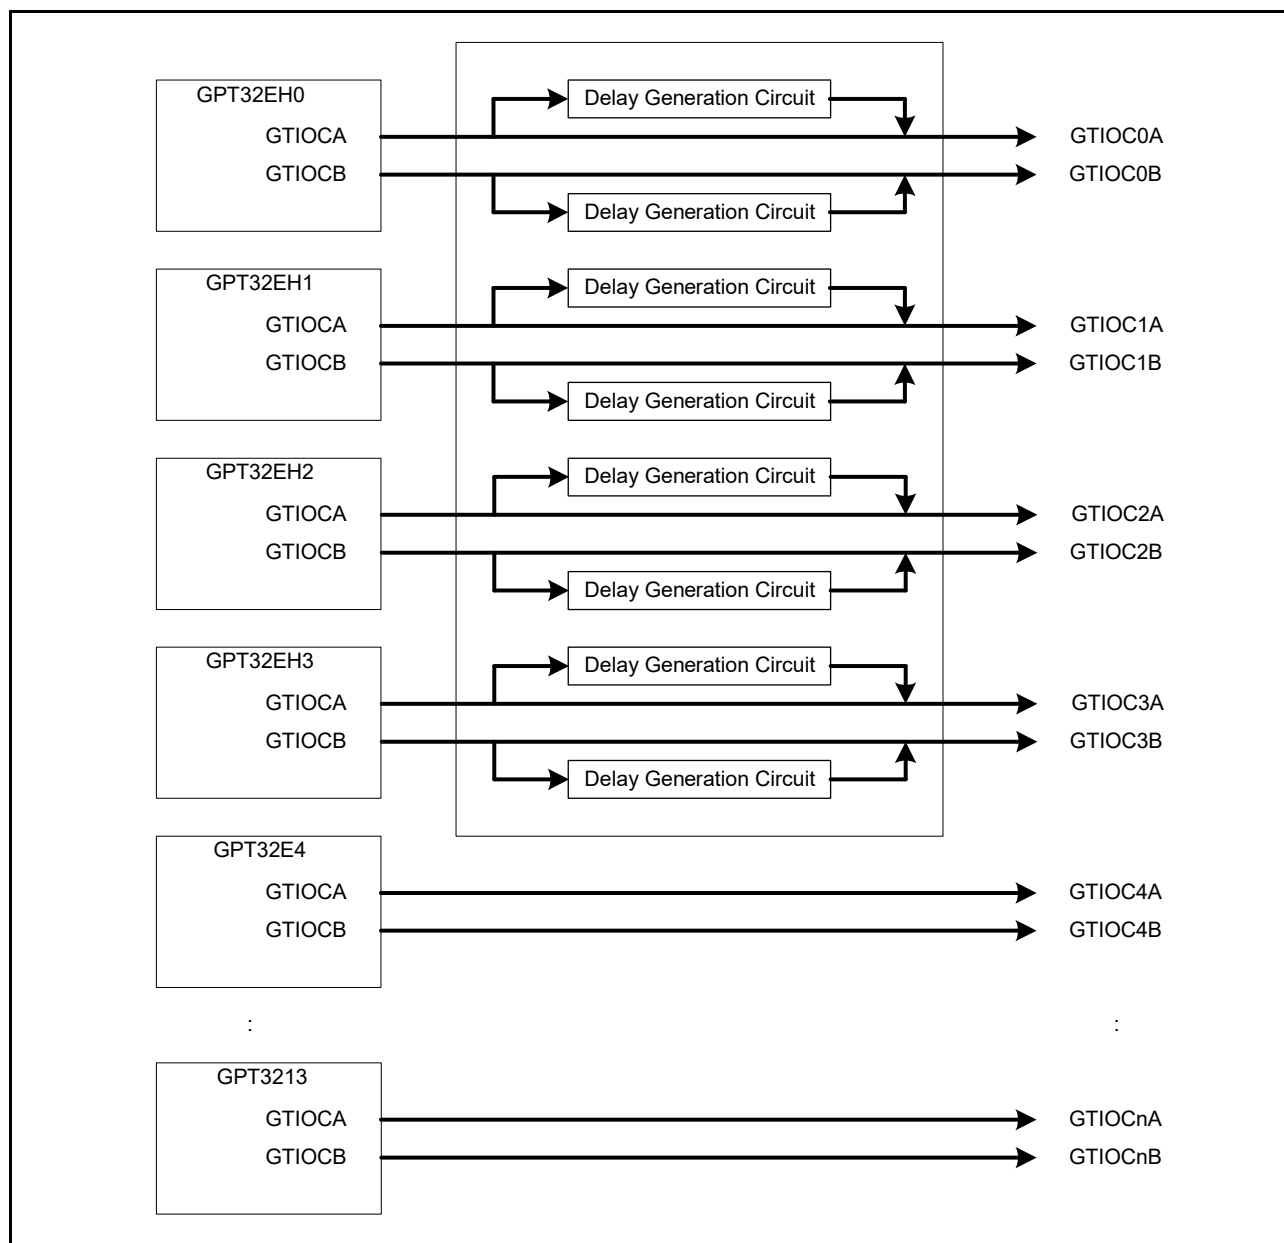 GPT32EH0
Delay Generation Circuit
GTIOCA
GTIOC0A
GTIOCB
GTIOC0B
Delay Generation Circuit
GPT32EH1
Delay Generation Circuit
GTIOCA
GTIOC1A
GTIOCB
GTIOC1B
Delay Generation Circuit
GPT32EH2
Delay Generation Circuit
GTIOCA
GTIOC2A
GTIOCB
GTIOC2B
Delay Generation Circuit
GPT32EH3
Delay Generation Circuit
GTIOCA
GTIOC3A
GTIOCB
GTIOC3B
Delay Generation Circuit
GPT32E4
GTIOCA
GTIOC4A
GTIOCB
GTIOC4B
:
:
GPT3213
GTIOCA
GTIOCnA
GTIOCB
GTIOCnB